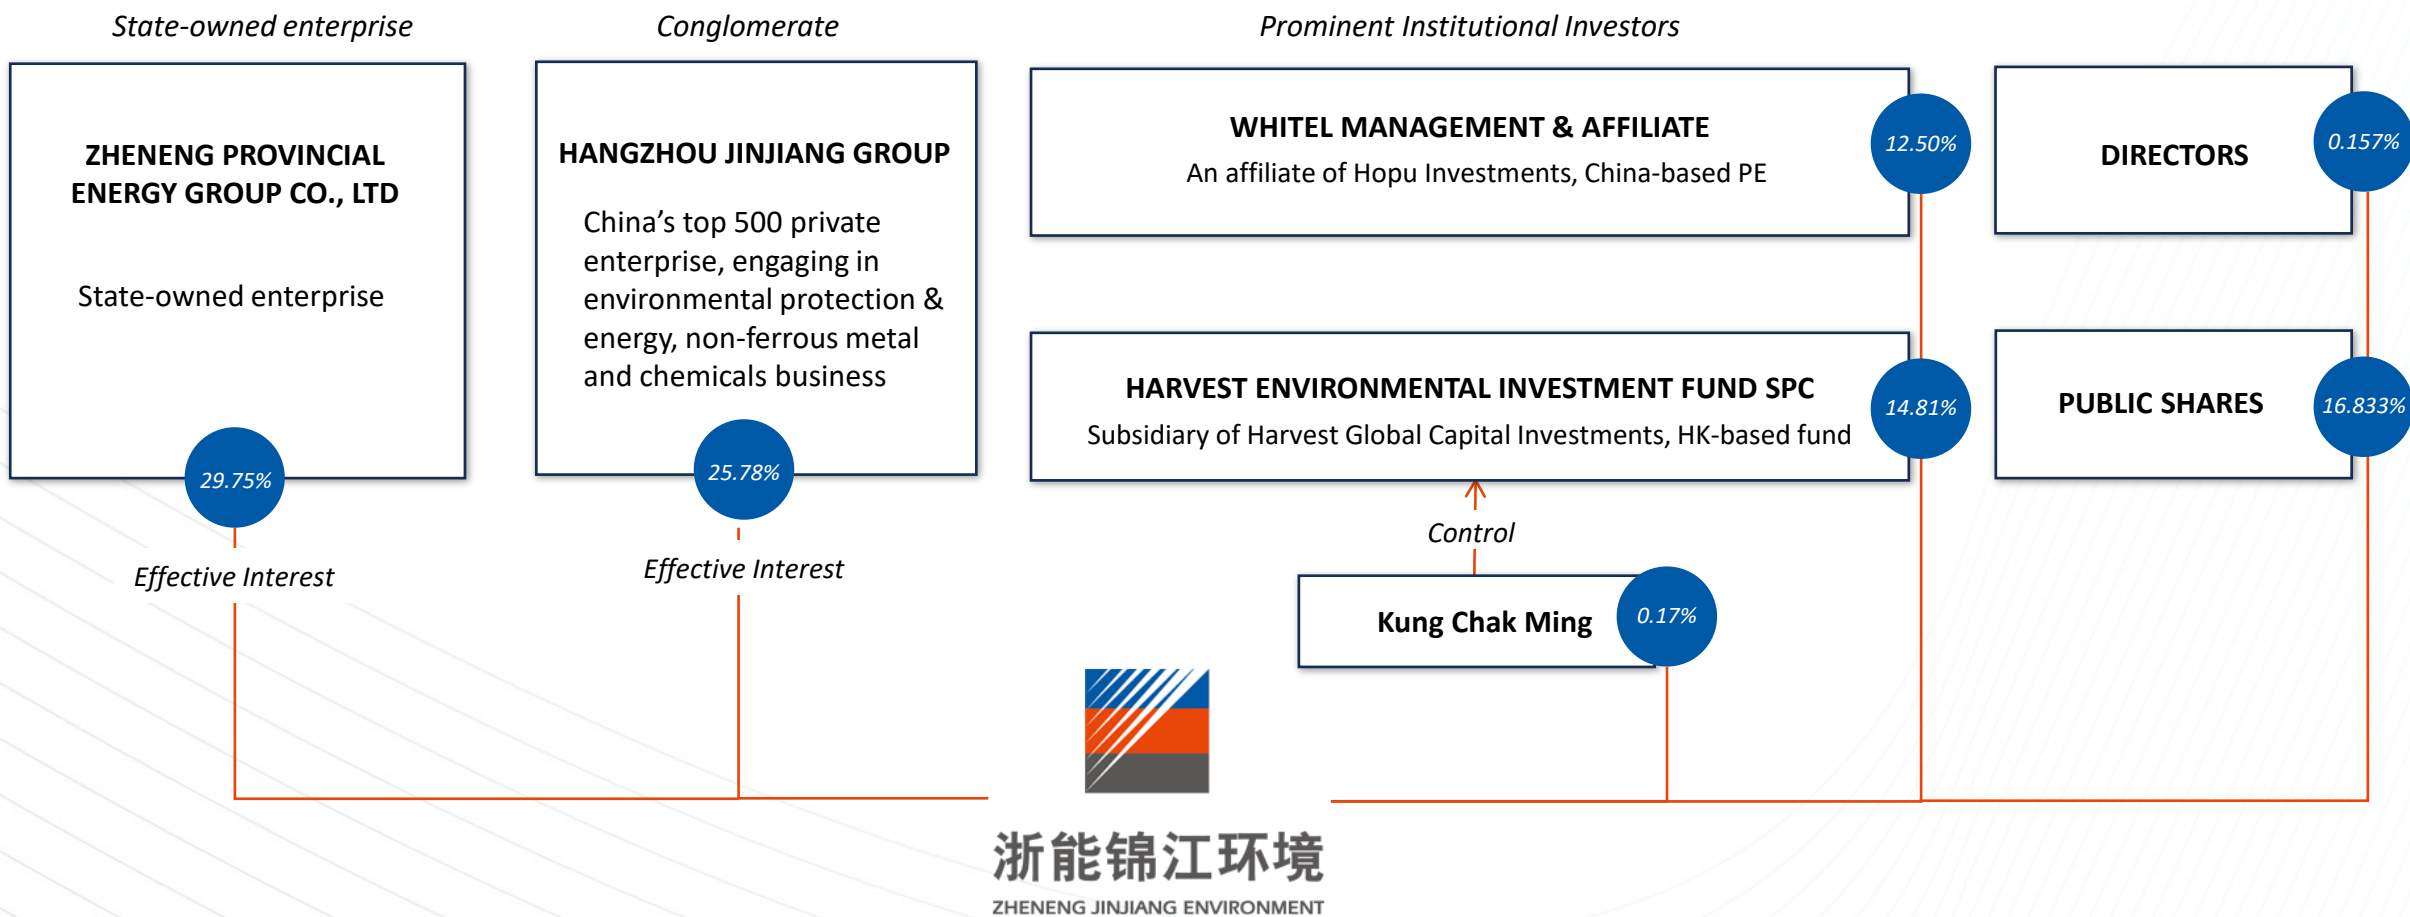 State-owned enterprise
Conglomerate
Prominent Institutional Investors
ZHENENG PROVINCIAL
ENERGY GROUP CO., LTD
State-owned enterprise
29.75%
Effective Interest
HANGZHOU JINJIANG GROUP
China’s top 500 private
enterprise, engaging in
environmental protection &
energy, non-ferrous metal
and chemicals business
25.78%
Effective Interest
WHITEL MANAGEMENT & AFFILIATE
An affiliate of Hopu Investments, China-based PE
12.50%
DIRECTORS
0.157%
HARVEST ENVIRONMENTAL INVESTMENT FUND SPC
Subsidiary of Harvest Global Capital Investments, HK-based fund
14.81%
PUBLIC SHARES
16.833%
Control
Kung Chak Ming
0.17%
浙能锦江环境
ZHENENG JINJIANG ENVIRONMENT